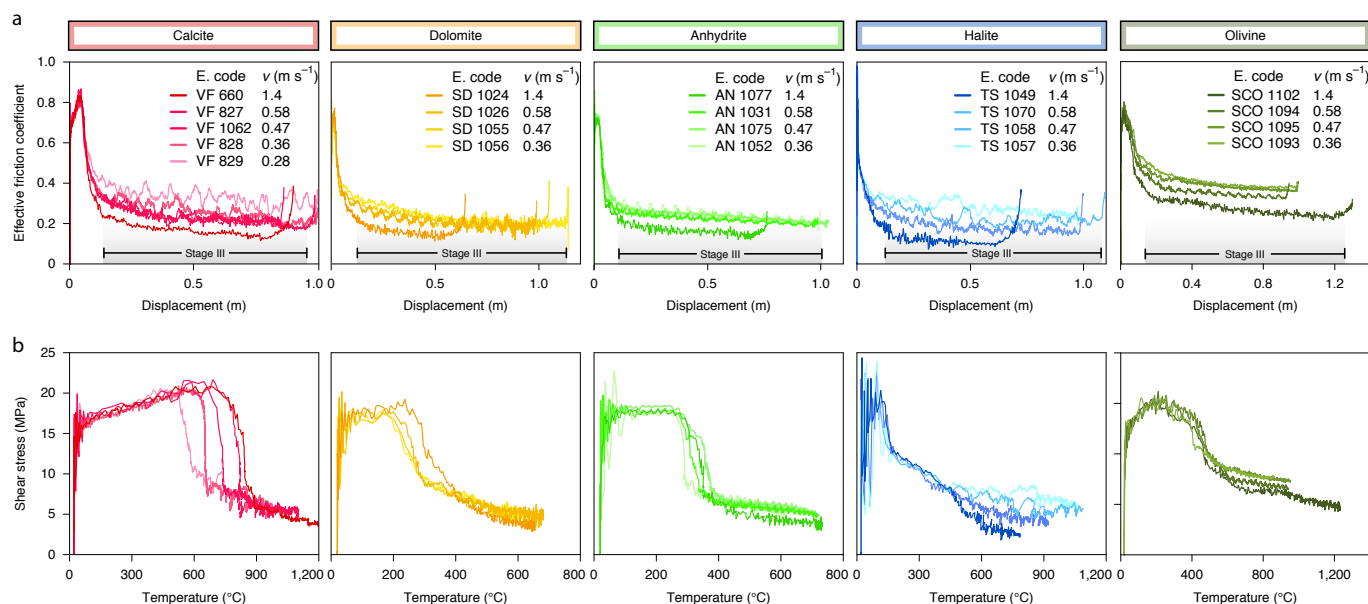 a
Calcite
Dolomite
Anhydrite
Halite
Olivine
Effective friction coefficient
1.0
0.8
0.6
0.4
0.2
0
E. code v (m s⁻¹)
VF 660 1.4
VF 827 0.58
VF 1062 0.47
VF 828 0.36
VF 829 0.28
Stage III
0 0.5 1.0
Displacement (m)
E. code v (m s⁻¹)
SD 1024 1.4
SD 1026 0.58
SD 1055 0.47
SD 1056 0.36
Stage III
0 0.5 1.0
Displacement (m)
E. code v (m s⁻¹)
AN 1077 1.4
AN 1031 0.58
AN 1075 0.47
AN 1052 0.36
Stage III
0 0.5 1.0
Displacement (m)
E. code v (m s⁻¹)
TS 1049 1.4
TS 1070 0.58
TS 1058 0.47
TS 1057 0.36
Stage III
0 0.5 1.0
Displacement (m)
E. code v (m s⁻¹)
SCO 1102 1.4
SCO 1094 0.58
SCO 1095 0.47
SCO 1093 0.36
Stage III
0 0.4 0.8 1.2
Displacement (m)
b
Shear stress (MPa)
25
20
15
10
5
0
0 300 600 900 1,200
Temperature (°C)
0 200 400 600 800
Temperature (°C)
0 200 400 600 800
Temperature (°C)
0 300 600 900 1,200
Temperature (°C)
0 400 800 1,200
Temperature (°C)